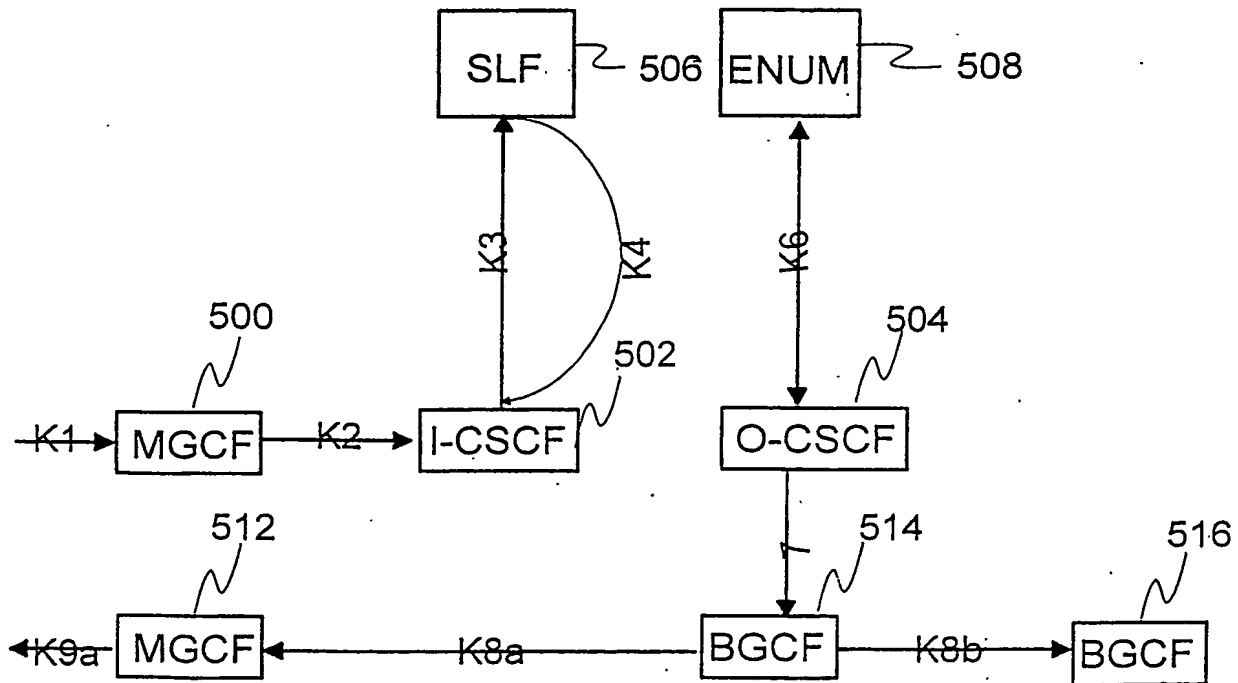 SLF
506
ENUM
508
K3
K4
K6
500
502
504
K1
MGCF
K2
I-CSCF
O-CSCF
512
7
514
516
K9a
MGCF
K8a
BGCF
K8b
BGCF